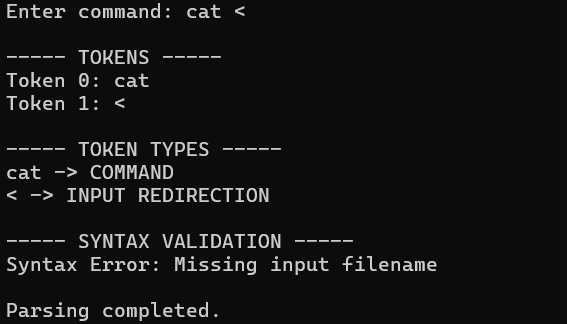 Enter command: cat <
----- TOKENS -----
Token 0: cat
Token 1: <
----- TOKEN TYPES -----
cat -> COMMAND
< -> INPUT REDIRECTION
----- SYNTAX VALIDATION -----
Syntax Error: Missing input filename
Parsing completed.